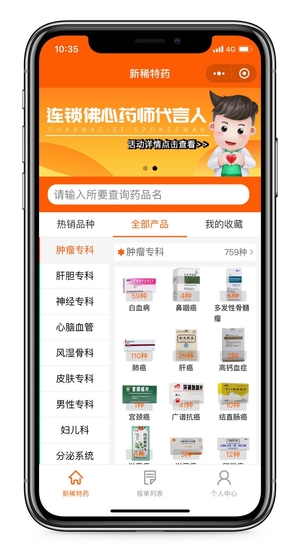 10:35
4G
新稀特药
连锁佛心药师代言人
PHARMACIST SPOKESMAN
活动详情点击查看>>
请输入所要查询药品名
热销品种
全部产品
我的收藏
肿瘤专科
肝胆专科
神经专科
心脑血管
风湿骨科
皮肤专科
男性专科
妇儿科
分泌系统
肿瘤专科
759种>
59种
白血病
4种
鼻咽癌
6种
多发性骨髓瘤
110种
肺癌
肝癌
高钙血症
宫颈癌
41种
广谱抗癌
10种
结直肠癌
新稀特药
报单列表
个人中心